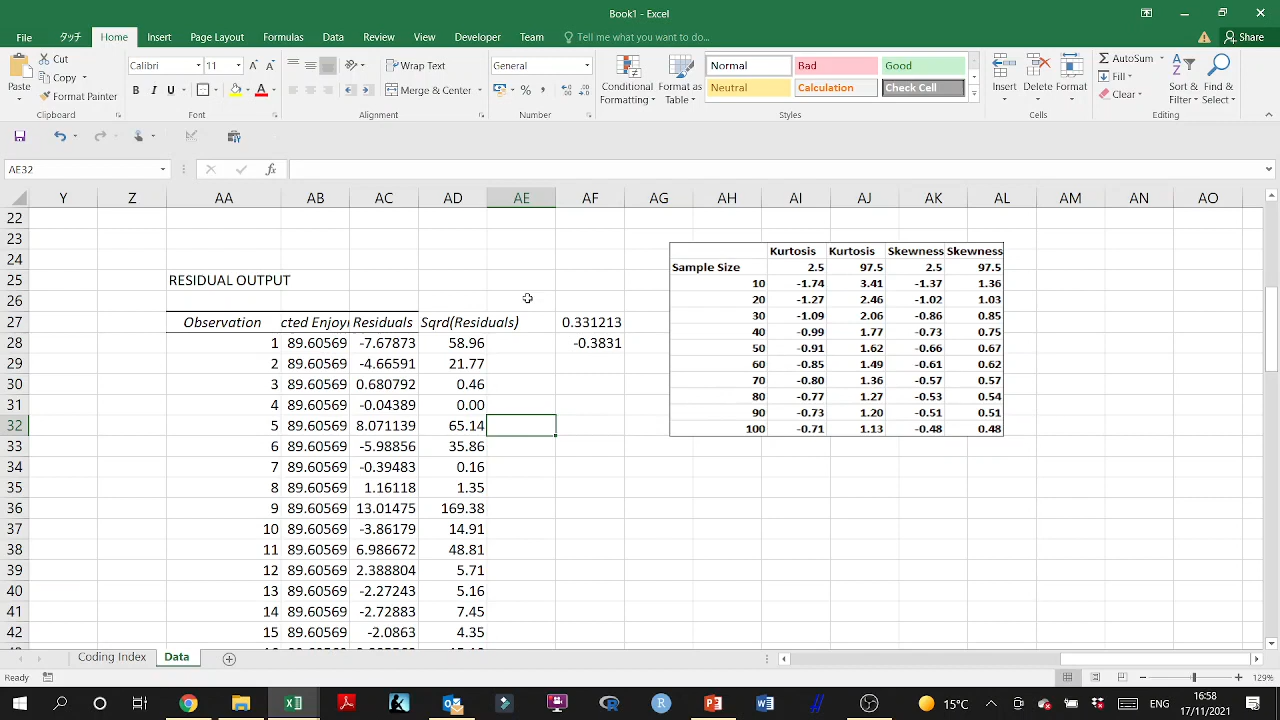 Book1 - Excel
File タッチ Home Insert Page Layout Formulas Data Review View Developer Team Tell me what you want to do... Share
Cut
Copy
Format Painter
Paste
Clipboard
Calibri 11
B I U
Font
Wrap Text
Merge & Center
Alignment
General
Number
Conditional Formatting
Format as Table
Normal Bad Good
Neutral Calculation Check Cell
Styles
Insert Delete Format
Cells
AutoSum
Fill
Clear
Sort & Filter
Find & Select
Editing
AE32 fx
Y Z AA AB AC AD AE AF AG AH AI AJ AK AL AM AN AO
22
23
24
25 RESIDUAL OUTPUT
26
27 Observation cted Enjoy Residuals Sqrd(Residuals) 0.331213
28 1 89.60569 -7.67873 58.96 -0.3831
29 2 89.60569 -4.66591 21.77
30 3 89.60569 0.680792 0.46
31 4 89.60569 -0.04389 0.00
32 5 89.60569 8.071139 65.14
33 6 89.60569 -5.98856 35.86
34 7 89.60569 -0.39483 0.16
35 8 89.60569 1.16118 1.35
36 9 89.60569 13.01475 169.38
37 10 89.60569 -3.86179 14.91
38 11 89.60569 6.986672 48.81
39 12 89.60569 2.388804 5.71
40 13 89.60569 -2.27243 5.16
41 14 89.60569 -2.72883 7.45
42 15 89.60569 -2.0863 4.35
Kurtosis Kurtosis Skewness Skewness
Sample Size 2.5 97.5 2.5 97.5
10 -1.74 3.41 -1.37 1.36
20 -1.27 2.46 -1.02 1.03
30 -1.09 2.06 -0.86 0.85
40 -0.99 1.77 -0.73 0.75
50 -0.91 1.62 -0.66 0.67
60 -0.85 1.49 -0.61 0.62
70 -0.80 1.36 -0.57 0.57
80 -0.77 1.27 -0.53 0.54
90 -0.73 1.20 -0.51 0.51
100 -0.71 1.13 -0.48 0.48
Coding Index Data
Ready 129%
15°C
16:58
17/11/2021